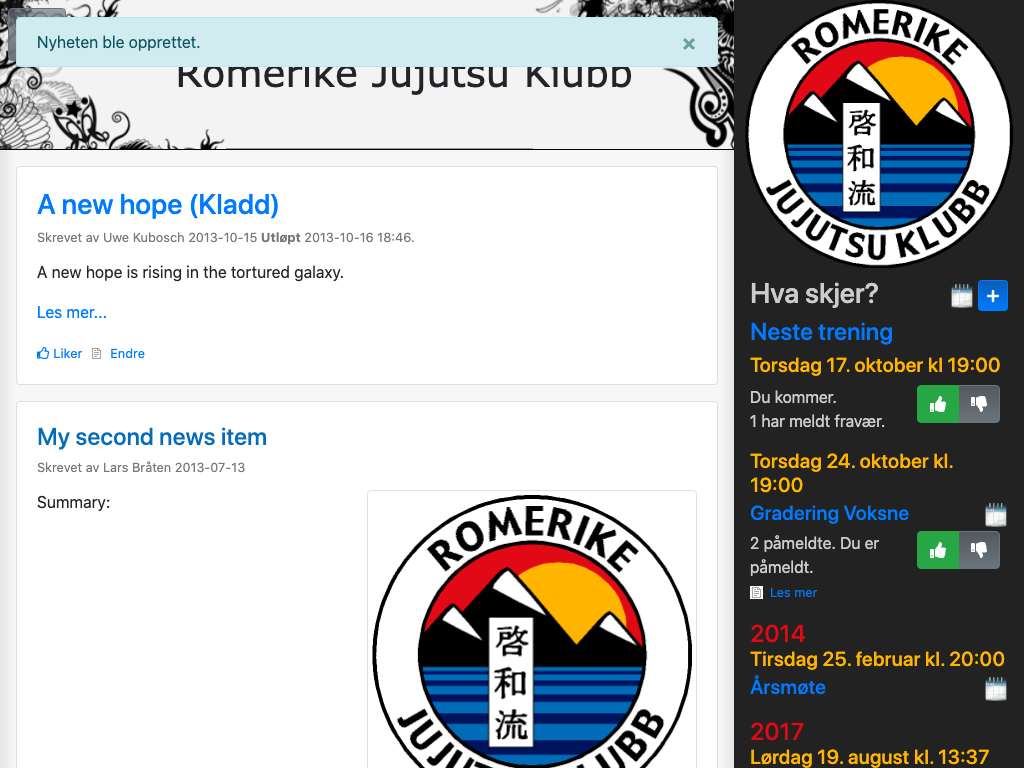 Nyheten ble opprettet.
×
Romerike Jujutsu Klubb
A new hope (Kladd)
Skrevet av Uwe Kubosch 2013-10-15 Utløpt 2013-10-16 18:46.
A new hope is rising in the tortured galaxy.
Les mer...
Liker Endre
My second news item
Skrevet av Lars Bråten 2013-07-13
Summary:
ROMERIKE
啓和流
JUJUTSU KLUBB
ROMERIKE
啓和流
JUJUTSU KLUBB
Hva skjer?
+
Neste trening
Torsdag 17. oktober kl 19:00
Du kommer.
1 har meldt fravær.
Torsdag 24. oktober kl.
19:00
Gradering Voksne
2 påmeldte. Du er
påmeldt.
Les mer
2014
Tirsdag 25. februar kl. 20:00
Årsmøte
2017
Lørdag 19. august kl. 13:37